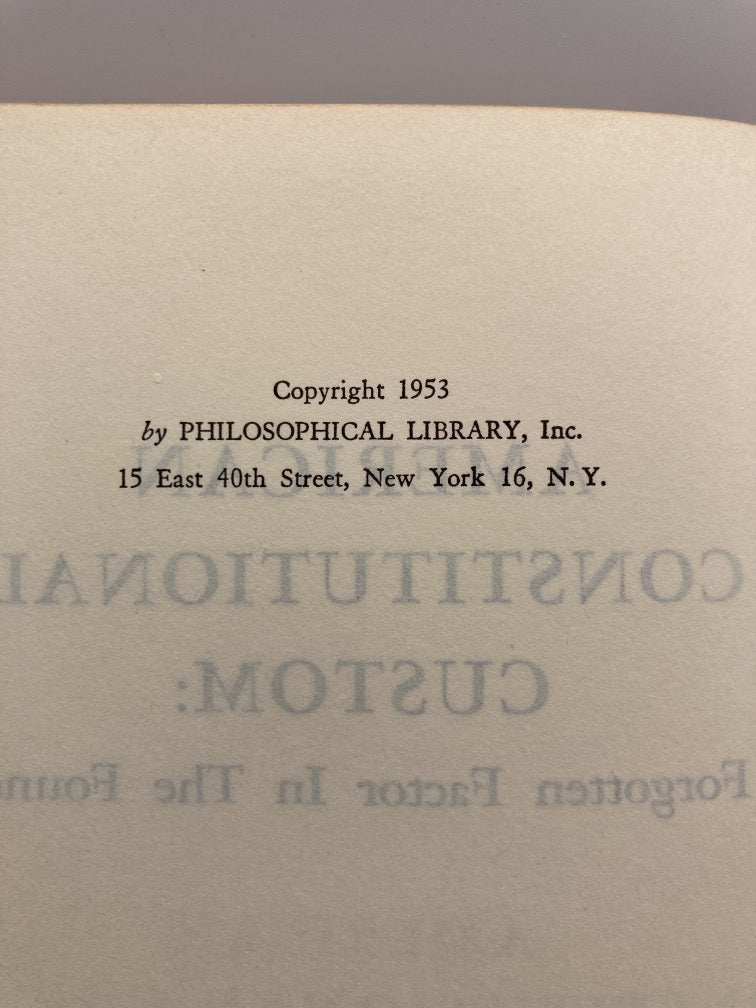 Copyright 1953
by PHILOSOPHICAL LIBRARY, Inc.
15 East 40th Street, New York 16, N. Y.
AMERICAN
CONSTITUTIONAL
CUSTOM:
Forgotten Factor In The